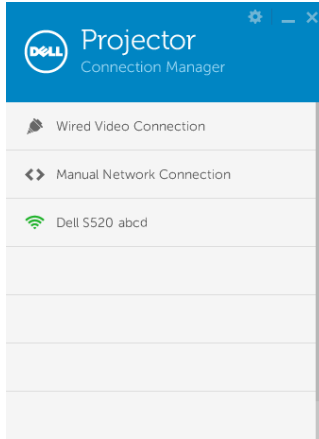 DELL
Projector
Connection Manager
Wired Video Connection
Manual Network Connection
Dell S520 abcd